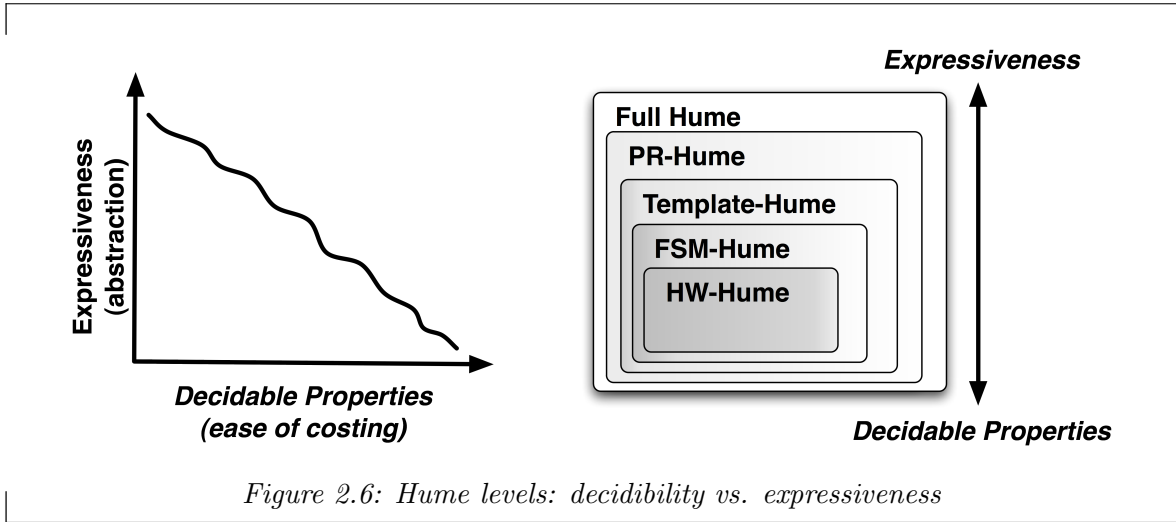 Expressiveness
(abstraction)
Decidable Properties
(ease of costing)
Expressiveness
Full Hume
PR-Hume
Template-Hume
FSM-Hume
HW-Hume
Decidable Properties
Figure 2.6: Hume levels: decidibility vs. expressiveness